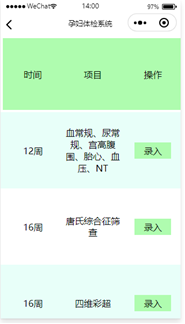 WeChat 14:00 97%
孕妇体检系统
时间 项目 操作
12周 血常规、尿常
规、宫高腹
围、胎心、血
压、NT 录入
16周 唐氏综合征筛
查 录入
16周 四维彩超 录入